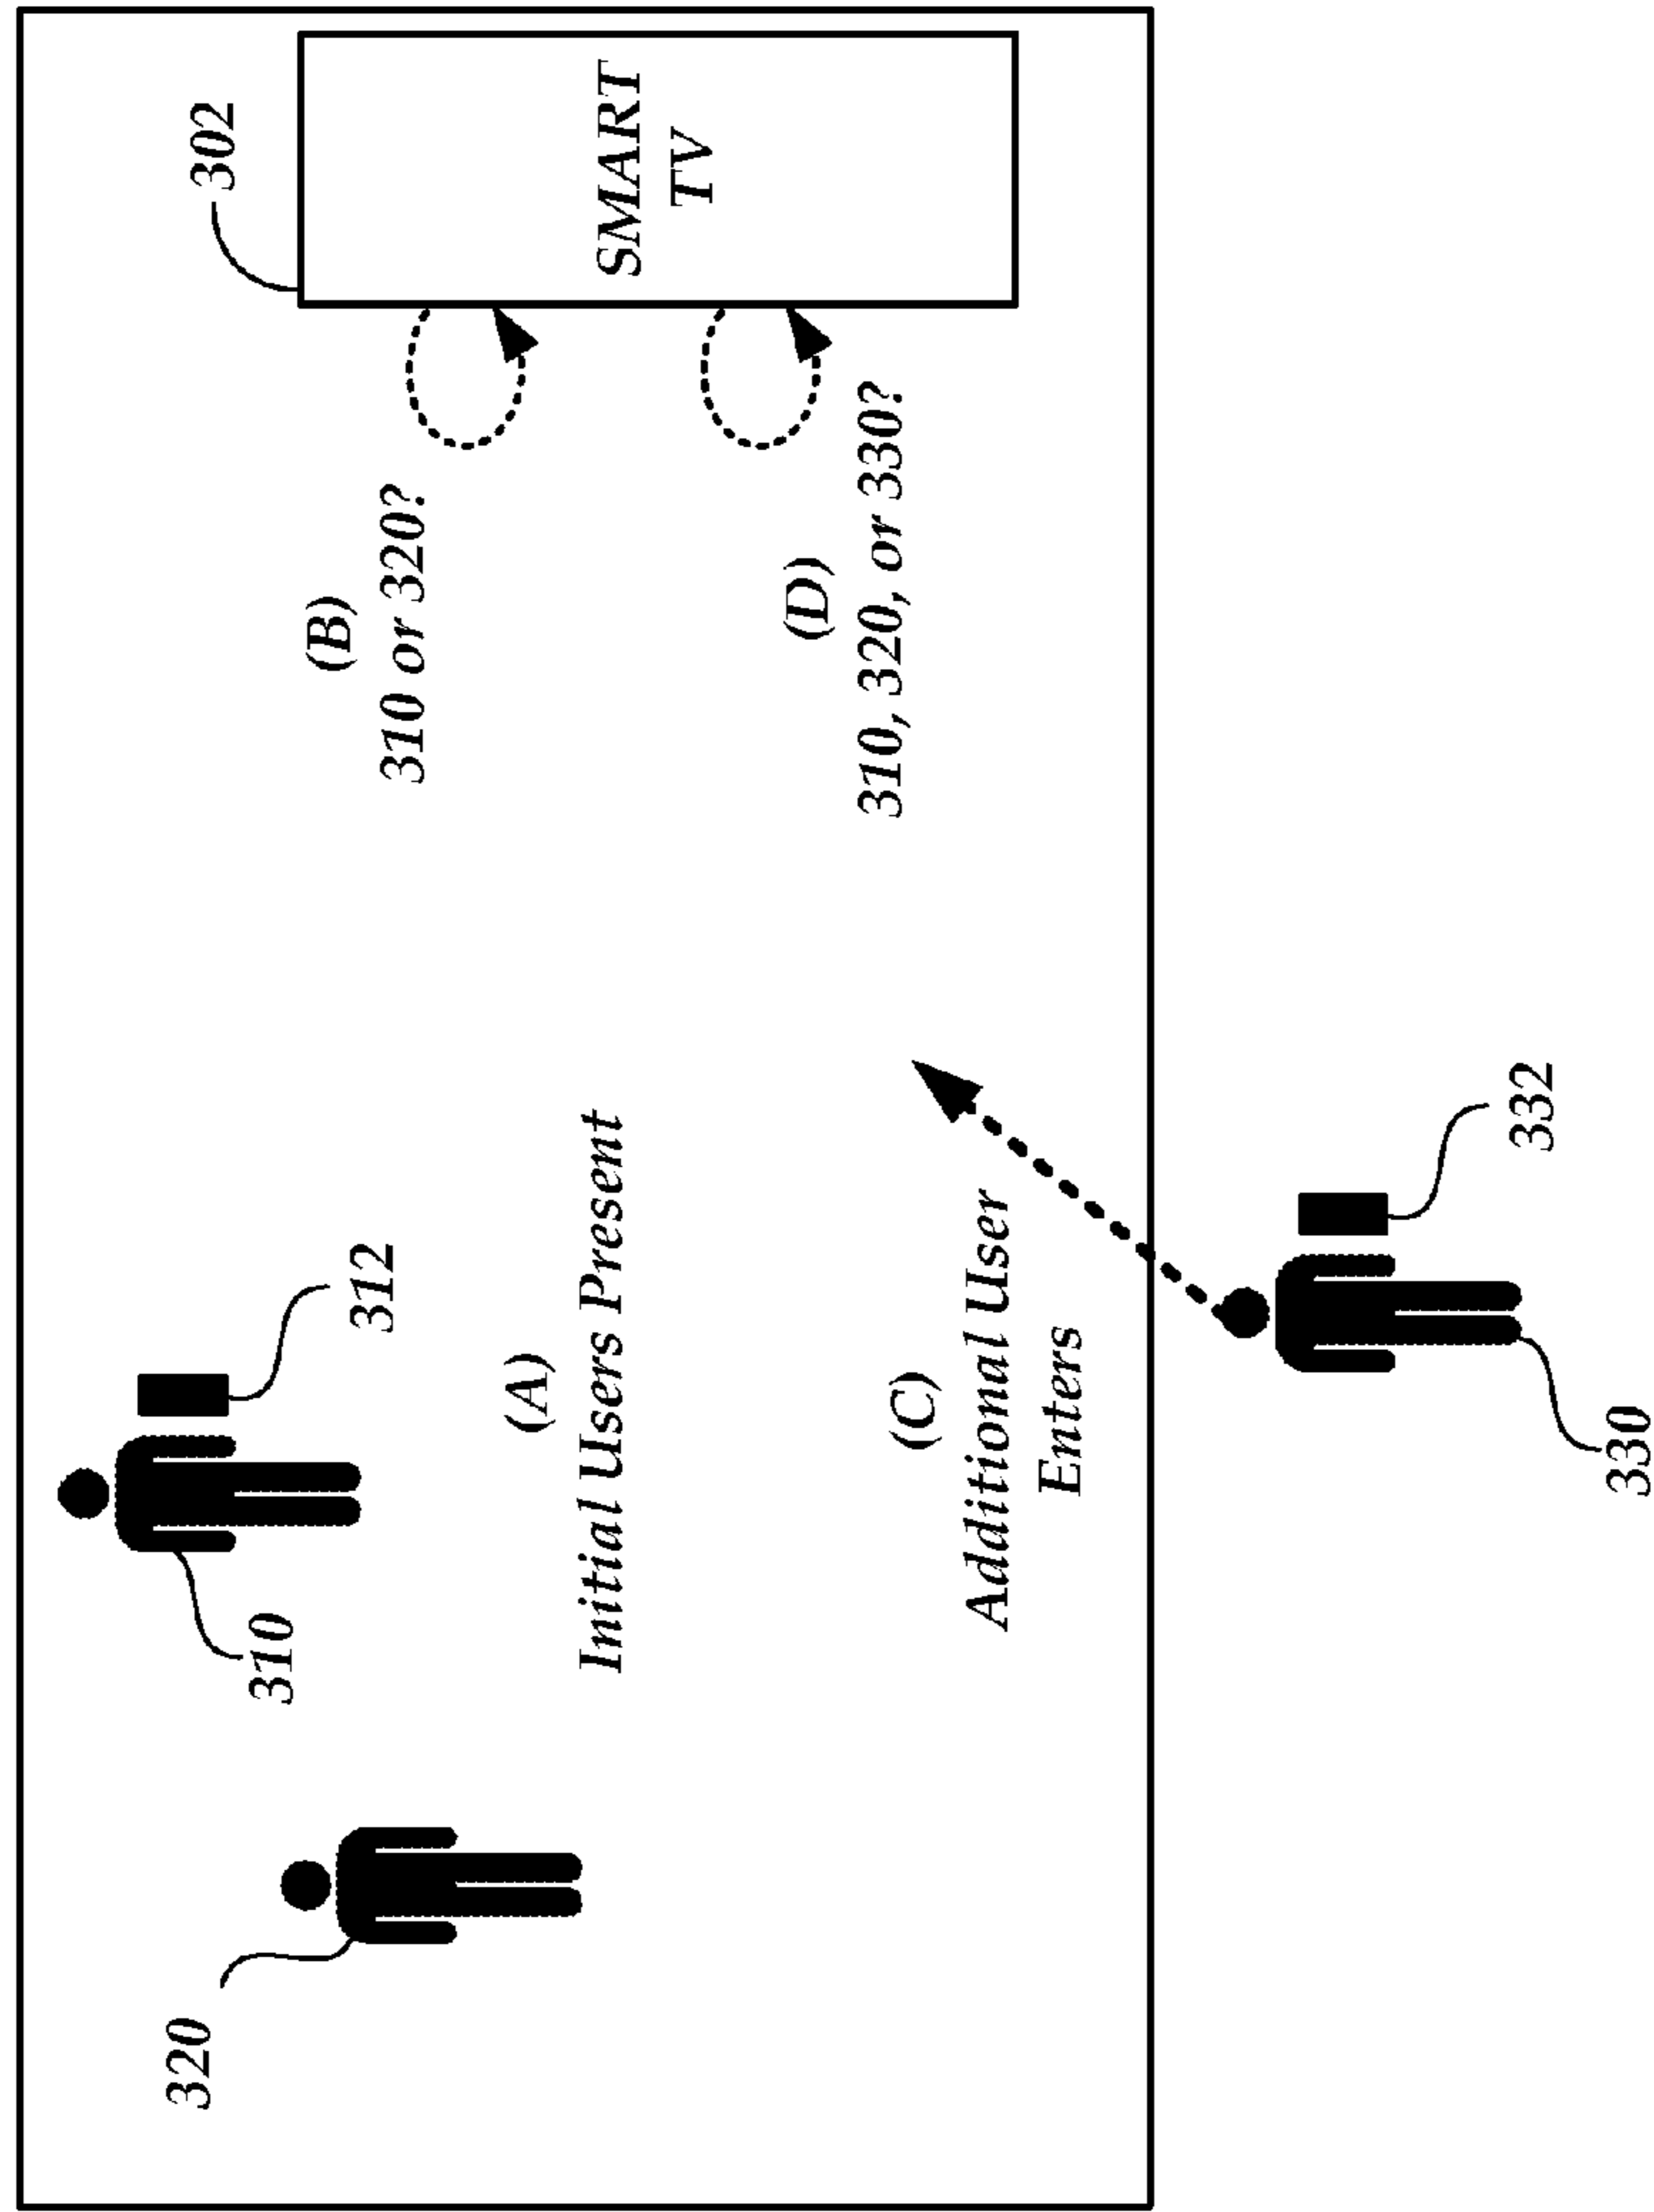 320
310
312
(A)
Initial Users Present
(B)
310 or 320?
302
SMART
TV
(C)
Additional User
Enters
(D)
310, 320, or 330?
330
332